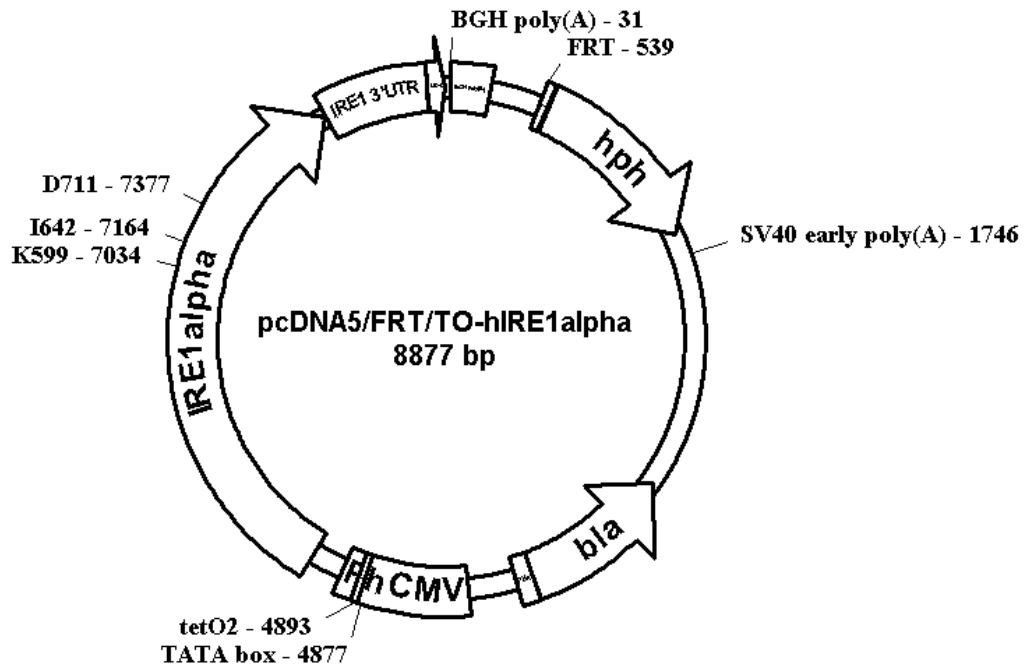 BGH poly(A) - 31
FRT - 539
IRE1 3'UTR
hph
D711 - 7377
I642 - 7164
K599 - 7034
SV40 early poly(A) - 1746
IRE1alpha
pcDNA5/FRT/TO-hIRE1alpha
8877 bp
bla
PhCMV
tetO2 - 4893
TATA box - 4877